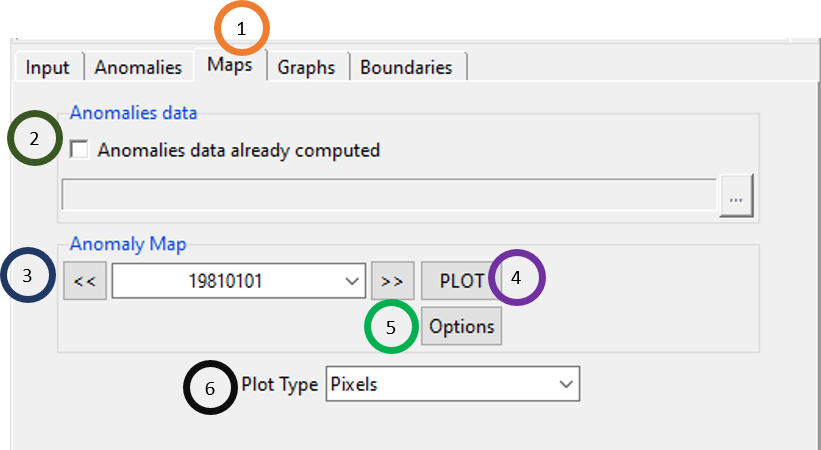 1
Input Anomalies Maps Graphs Boundaries
Anomalies data
2
Anomalies data already computed
...
Anomaly Map
3 << 19810101 >> PLOT 4
5 Options
6 Plot Type Pixels